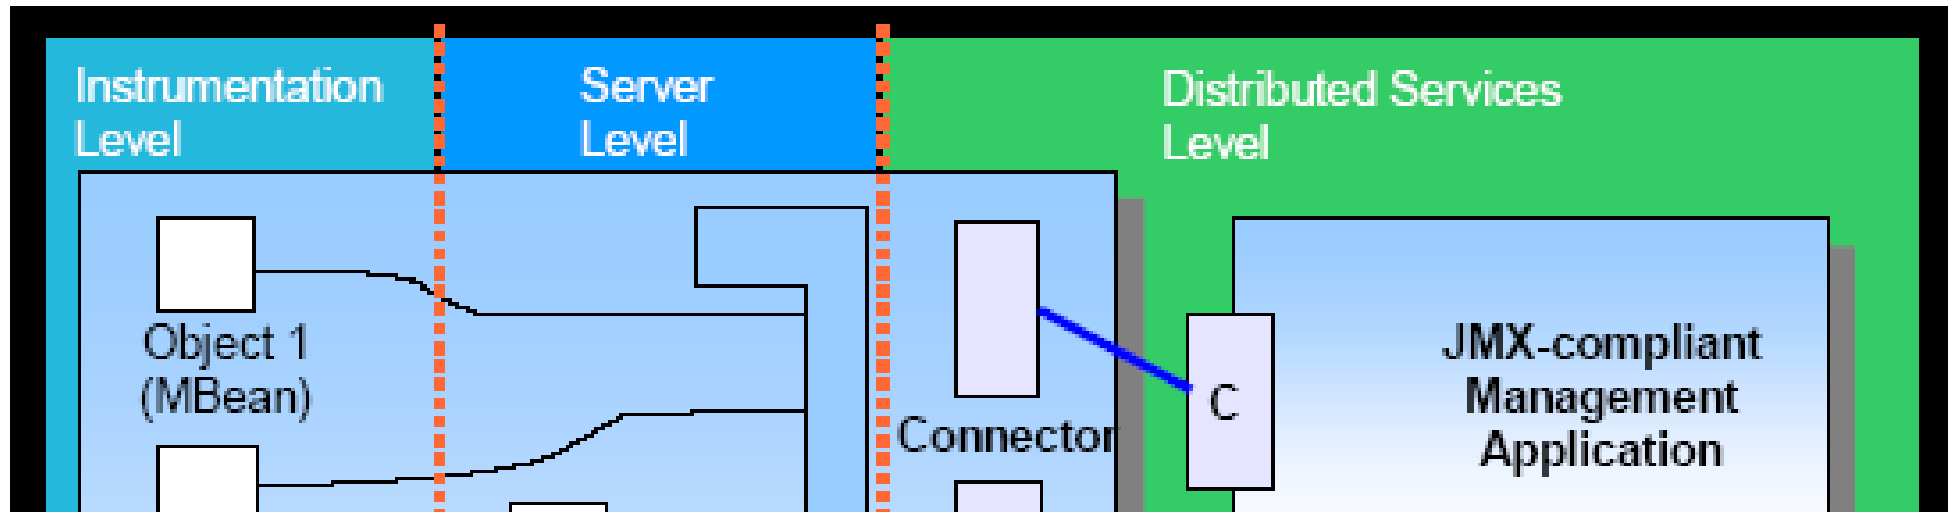 Instrumentation
Level
Server
Level
Distributed Services
Level
Object 1
(MBean)
Connector
C
JMX-compliant
Management
Application